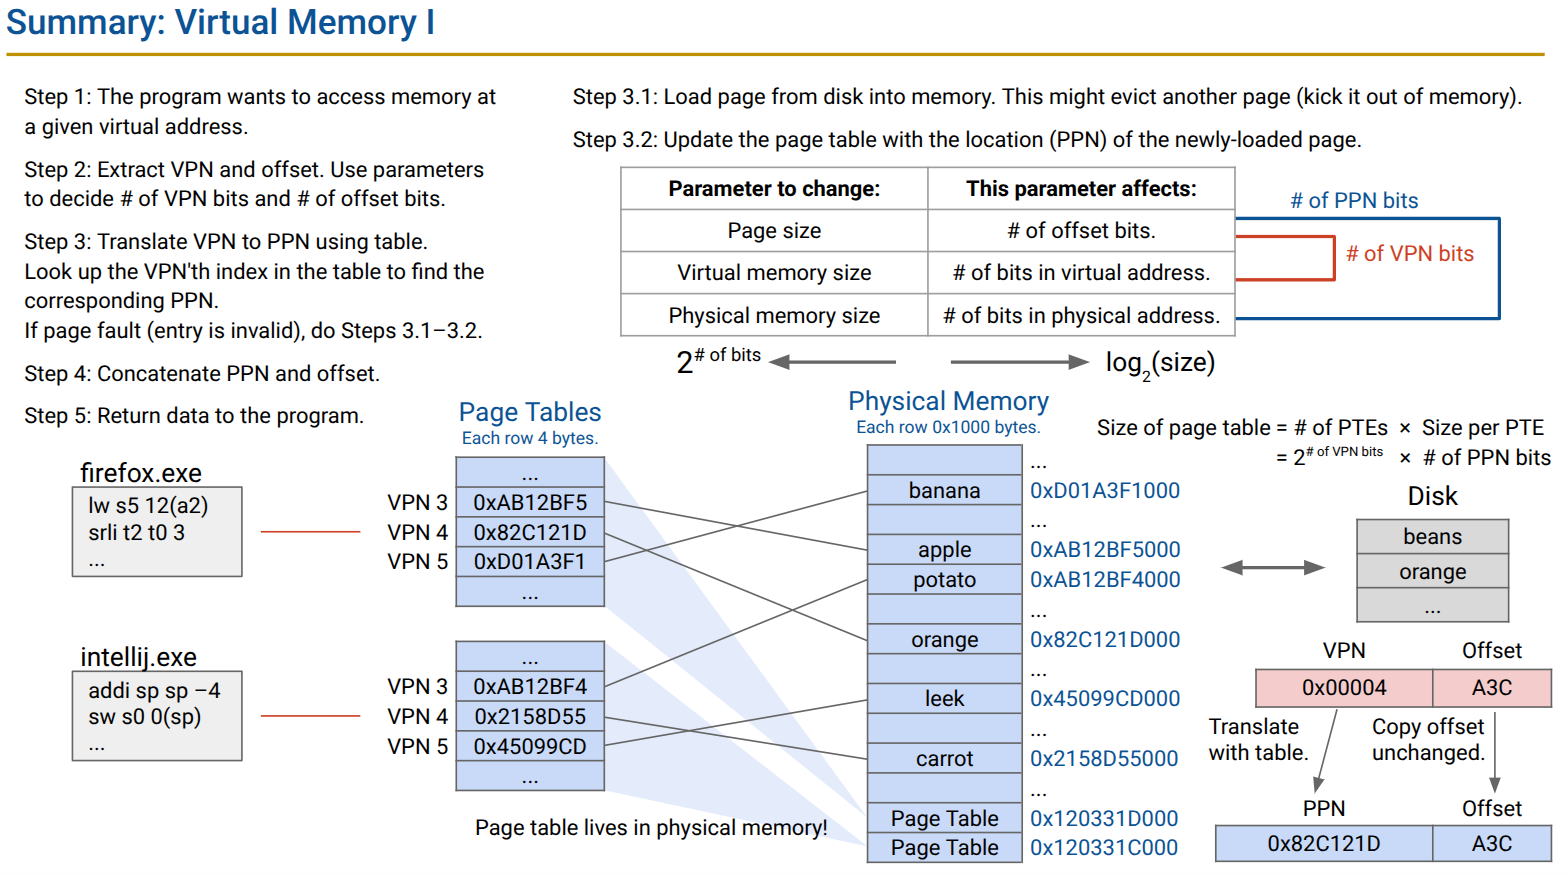 Summary: Virtual Memory I
Step 1: The program wants to access memory at
a given virtual address.
Step 2: Extract VPN and offset. Use parameters
to decide # of VPN bits and # of offset bits.
Step 3: Translate VPN to PPN using table.
Look up the VPN'th index in the table to find the
corresponding PPN.
If page fault (entry is invalid), do Steps 3.1–3.2.
Step 4: Concatenate PPN and offset.
Step 5: Return data to the program.
Step 3.1: Load page from disk into memory. This might evict another page (kick it out of memory).
Step 3.2: Update the page table with the location (PPN) of the newly-loaded page.
Parameter to change: This parameter affects:
Page size # of offset bits.
Virtual memory size # of bits in virtual address.
Physical memory size # of bits in physical address.
# of PPN bits
# of VPN bits
2^# of bits
log2(size)
firefox.exe
lw s5 12(a2)
srli t2 t0 3
...
intellij.exe
addi sp sp −4
sw s0 0(sp)
...
Page Tables
Each row 4 bytes.
...
VPN 3 0xAB12BF5
VPN 4 0x82C121D
VPN 5 0xD01A3F1
...
...
VPN 3 0xAB12BF4
VPN 4 0x2158D55
VPN 5 0x45099CD
...
Page table lives in physical memory!
Physical Memory
Each row 0x1000 bytes.
...
banana 0xD01A3F1000
...
apple 0xAB12BF5000
potato 0xAB12BF4000
...
orange 0x82C121D000
...
leek 0x45099CD000
...
carrot 0x2158D55000
...
Page Table 0x120331D000
Page Table 0x120331C000
Size of page table = # of PTEs × Size per PTE
= 2^# of VPN bits × # of PPN bits
Disk
beans
orange
...
VPN Offset
0x00004 A3C
Translate
with table.
Copy offset
unchanged.
PPN Offset
0x82C121D A3C